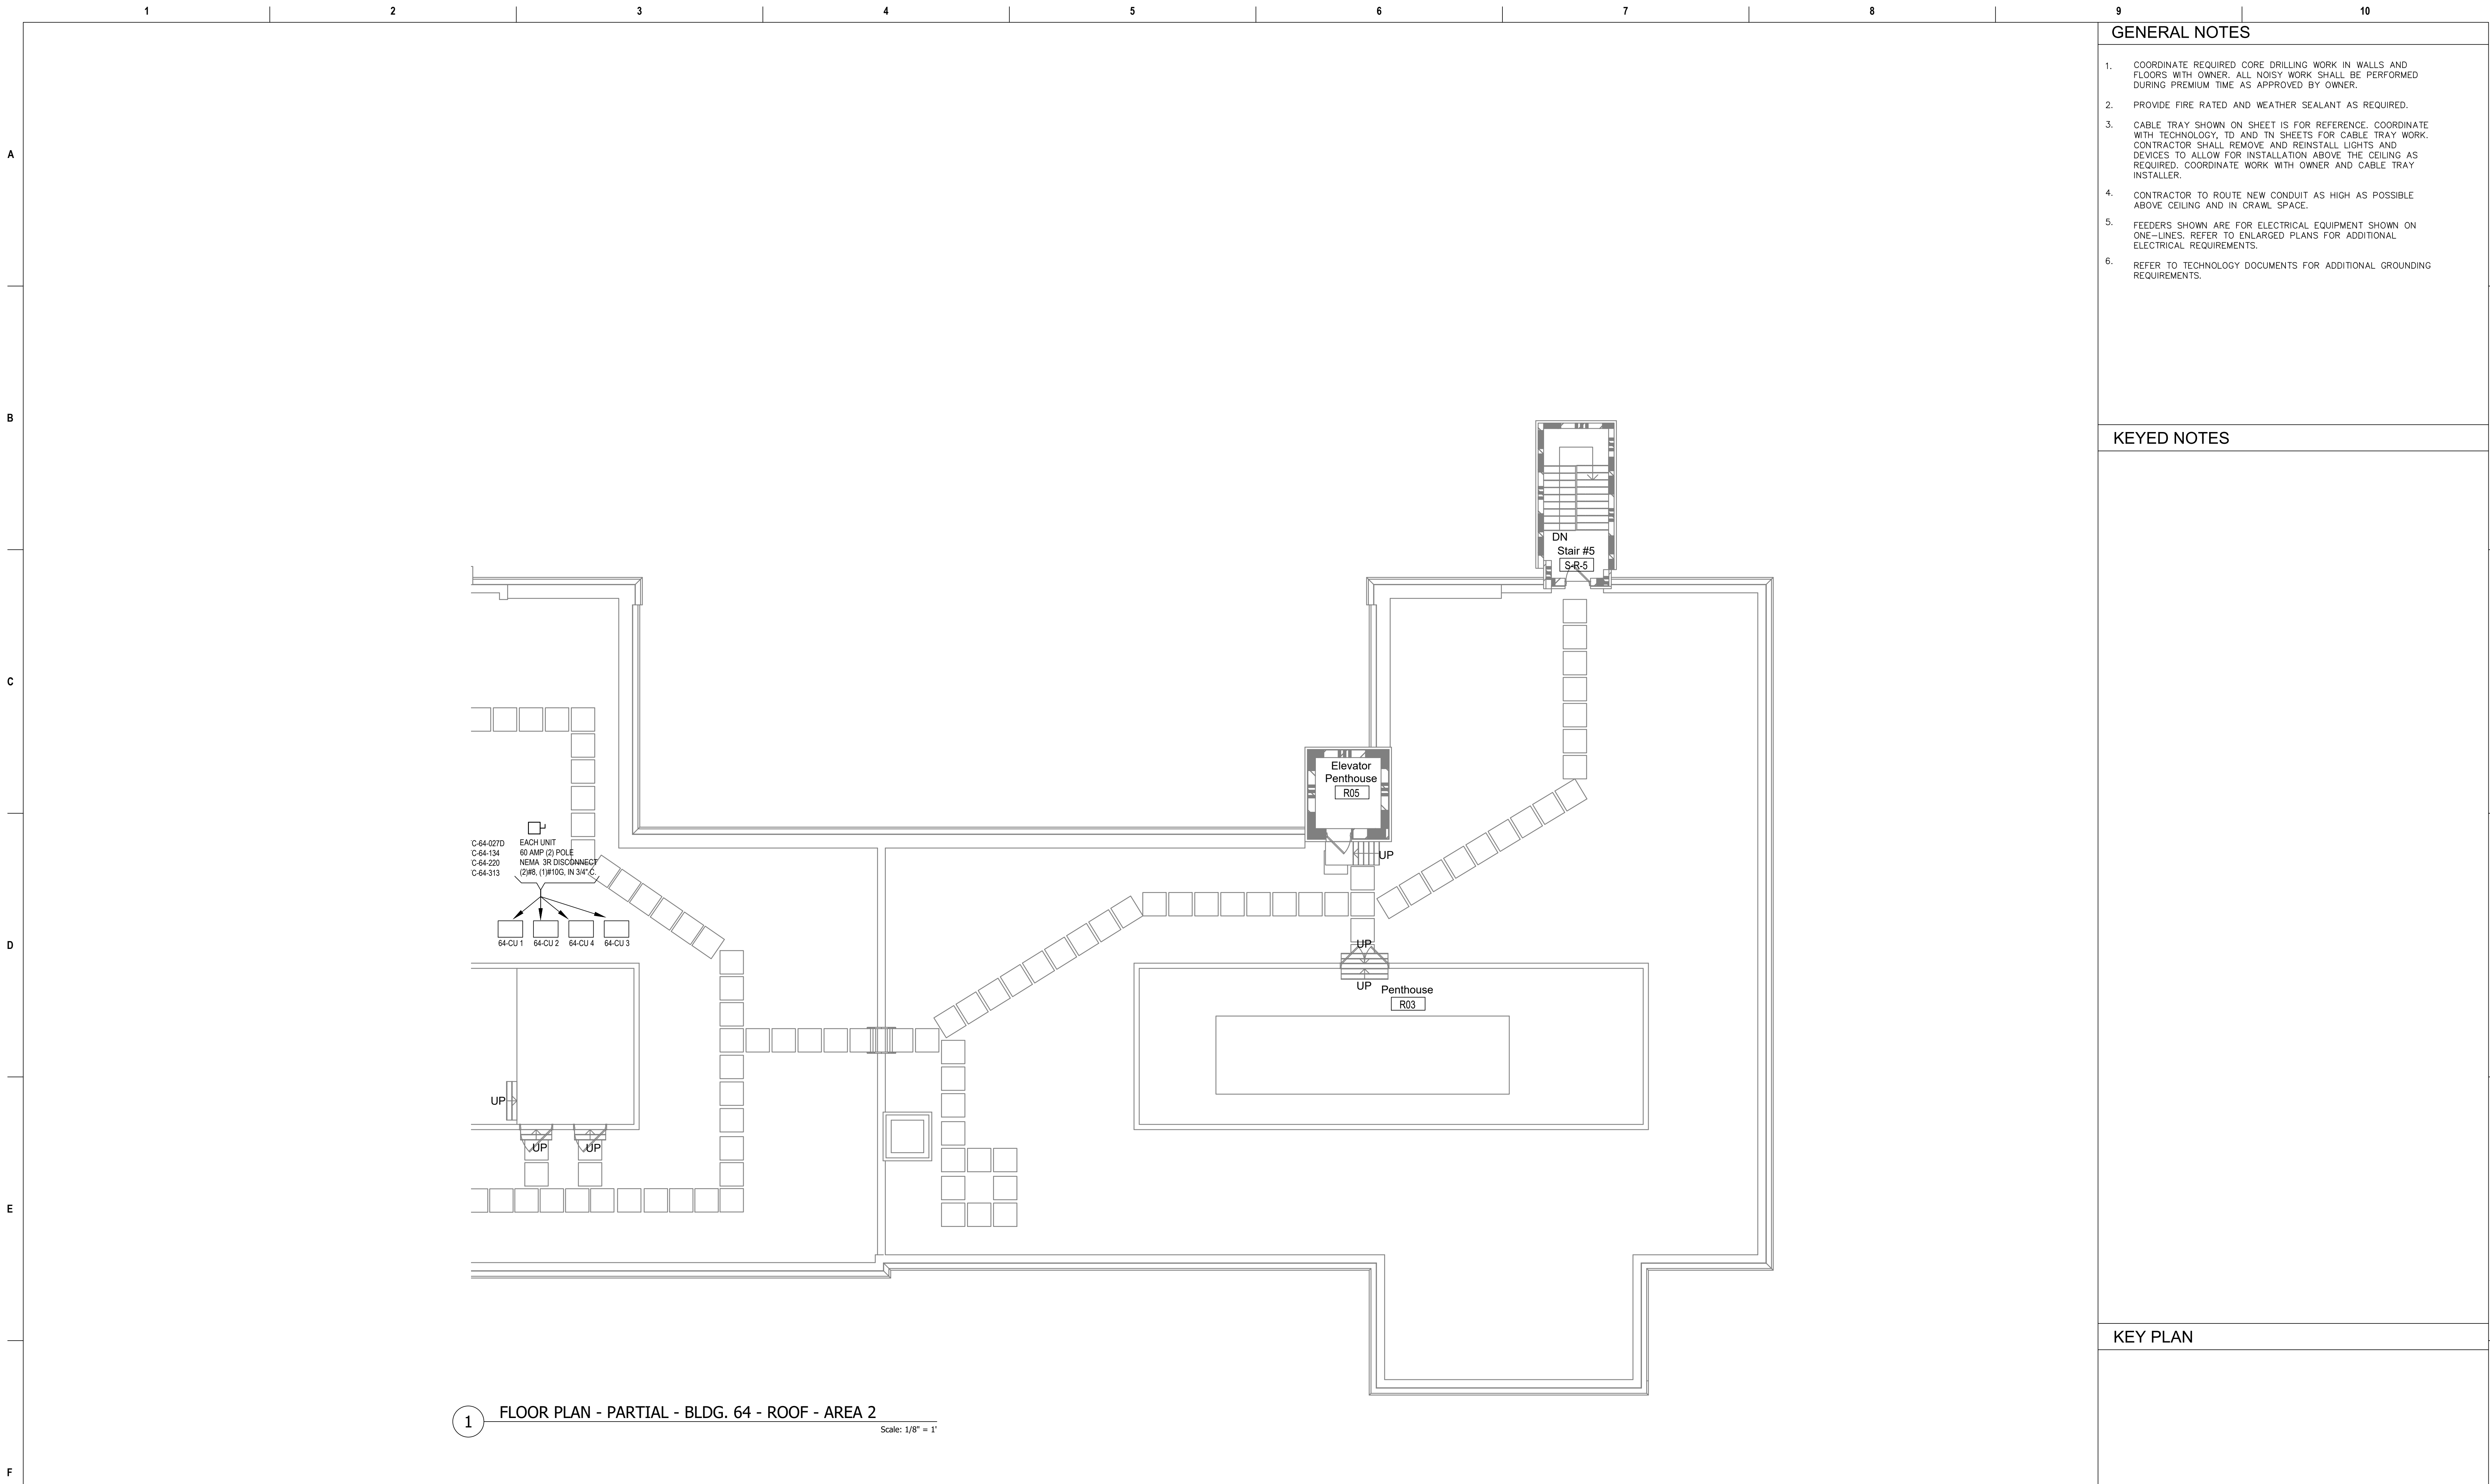 1 2 3 4 5 6 7 8 9 10
A
B
C
D
E
F
GENERAL NOTES
1. COORDINATE REQUIRED CORE DRILLING WORK IN WALLS AND
FLOORS WITH OWNER. ALL NOISY WORK SHALL BE PERFORMED
DURING PREMIUM TIME AS APPROVED BY OWNER.
2. PROVIDE FIRE RATED AND WEATHER SEALANT AS REQUIRED.
3. CABLE TRAY SHOWN ON SHEET IS FOR REFERENCE. COORDINATE
WITH TECHNOLOGY, TD AND TN SHEETS FOR CABLE TRAY WORK.
CONTRACTOR SHALL REMOVE AND REINSTALL LIGHTS AND
DEVICES TO ALLOW FOR INSTALLATION ABOVE THE CEILING AS
REQUIRED. COORDINATE WORK WITH OWNER AND CABLE TRAY
INSTALLER.
4. CONTRACTOR TO ROUTE NEW CONDUIT AS HIGH AS POSSIBLE
ABOVE CEILING AND IN CRAWL SPACE.
5. FEEDERS SHOWN ARE FOR ELECTRICAL EQUIPMENT SHOWN ON
ONE-LINES. REFER TO ENLARGED PLANS FOR ADDITIONAL
ELECTRICAL REQUIREMENTS.
6. REFER TO TECHNOLOGY DOCUMENTS FOR ADDITIONAL GROUNDING
REQUIREMENTS.
KEYED NOTES
KEY PLAN
DN
Stair #5
S-R-5
Elevator
Penthouse
R05
UP
UP
UP
Penthouse
R03
C-64-027D
C-64-134
C-64-220
C-64-313
EACH UNIT
60 AMP (2) POLE
NEMA 3R DISCONNECT
(2)#8, (1)#10G, IN 3/4" C.
64-CU 1 64-CU 2 64-CU 4 64-CU 3
UP
UP UP
1 FLOOR PLAN - PARTIAL - BLDG. 64 - ROOF - AREA 2
Scale: 1/8" = 1'